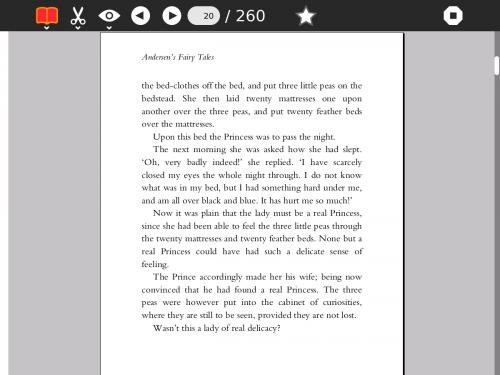 20 / 260
Andersen's Fairy Tales
the bed-clothes off the bed, and put three little peas on the
bedstead. She then laid twenty mattresses one upon
another over the three peas, and put twenty feather beds
over the mattresses.
Upon this bed the Princess was to pass the night.
The next morning she was asked how she had slept.
‘Oh, very badly indeed!’ she replied. ‘I have scarcely
closed my eyes the whole night through. I do not know
what was in my bed, but I had something hard under me,
and am all over black and blue. It has hurt me so much!’
Now it was plain that the lady must be a real Princess,
since she had been able to feel the three little peas through
the twenty mattresses and twenty feather beds. None but a
real Princess could have had such a delicate sense of
feeling.
The Prince accordingly made her his wife; being now
convinced that he had found a real Princess. The three
peas were however put into the cabinet of curiosities,
where they are still to be seen, provided they are not lost.
Wasn't this a lady of real delicacy?